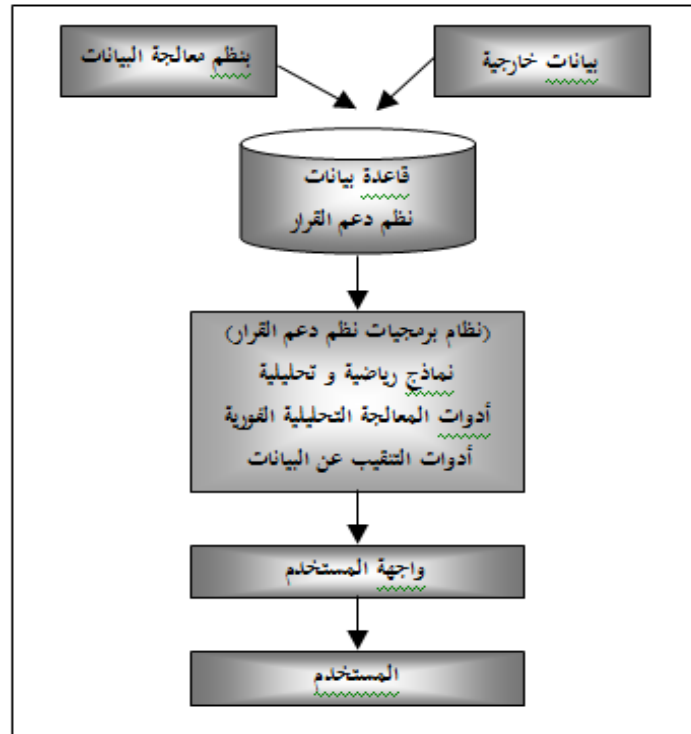 بيانات خارجية
بنظم معالجة البيانات
قاعدة بيانات
نظم دعم القرار
(نظام برمجيات نظم دعم القرار)
نماذج رياضية و تحليلية
أدوات المعالجة التحليلية الفورية
أدوات التنقيب عن البيانات
واجهة المستخدم
المستخدم